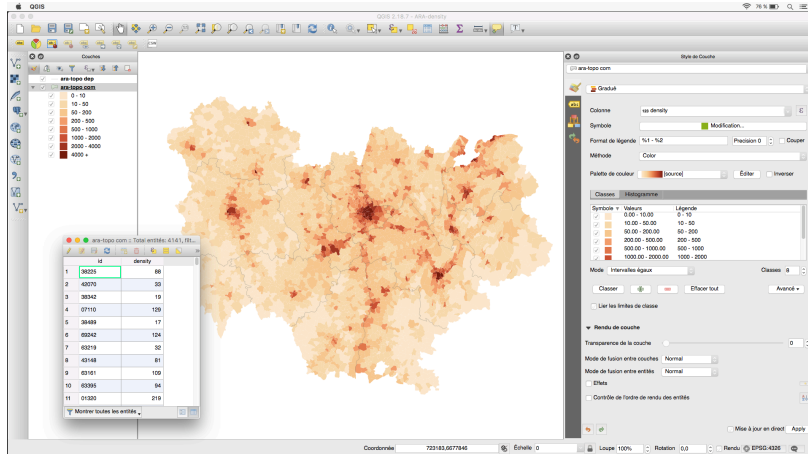 QGIS
76 %
QGIS 2.18.7 - ARA-density
Couches
ara-topo dep
ara-topo com
0 - 10
10 - 50
50 - 200
200 - 500
500 - 1000
1000 - 2000
2000 - 4000
4000 +
ara-topo com :: Total entités: 4141, filt...
id density
1 38225 88
2 42070 33
3 38342 19
4 07110 129
5 38489 17
6 69242 124
7 63219 32
8 43148 81
9 63161 109
10 63395 94
11 01320 219
Montrer toutes les entités
Style de Couche
ara-topo com
Gradué
Colonne density
Symbole Modification...
Format de légende %1 - %2 Precision 0 Couper
Méthode Color
Palette de couleur [source] Éditer Inverser
Classes Histogramme
Symbole Valeurs Légende
0.00 - 10.00 0 - 10
10.00 - 50.00 10 - 50
50.00 - 200.00 50 - 200
200.00 - 500.00 200 - 500
500.00 - 1000.00 500 - 1000
1000.00 - 2000.00 1000 - 2000
Mode Intervalles égaux Classes 8
Classer Effacer tout Avancé
Lier les limites de classe
Rendu de couche
Transparence de la couche 0
Mode de fusion entre couches Normal
Mode de fusion entre entités Normal
Effets
Contrôle de l'ordre de rendu des entités
Mise à jour en direct Apply
Coordonnée 723183,6677846 Échelle 0 Loupe 100% Rotation 0,0 Rendu EPSG:4326